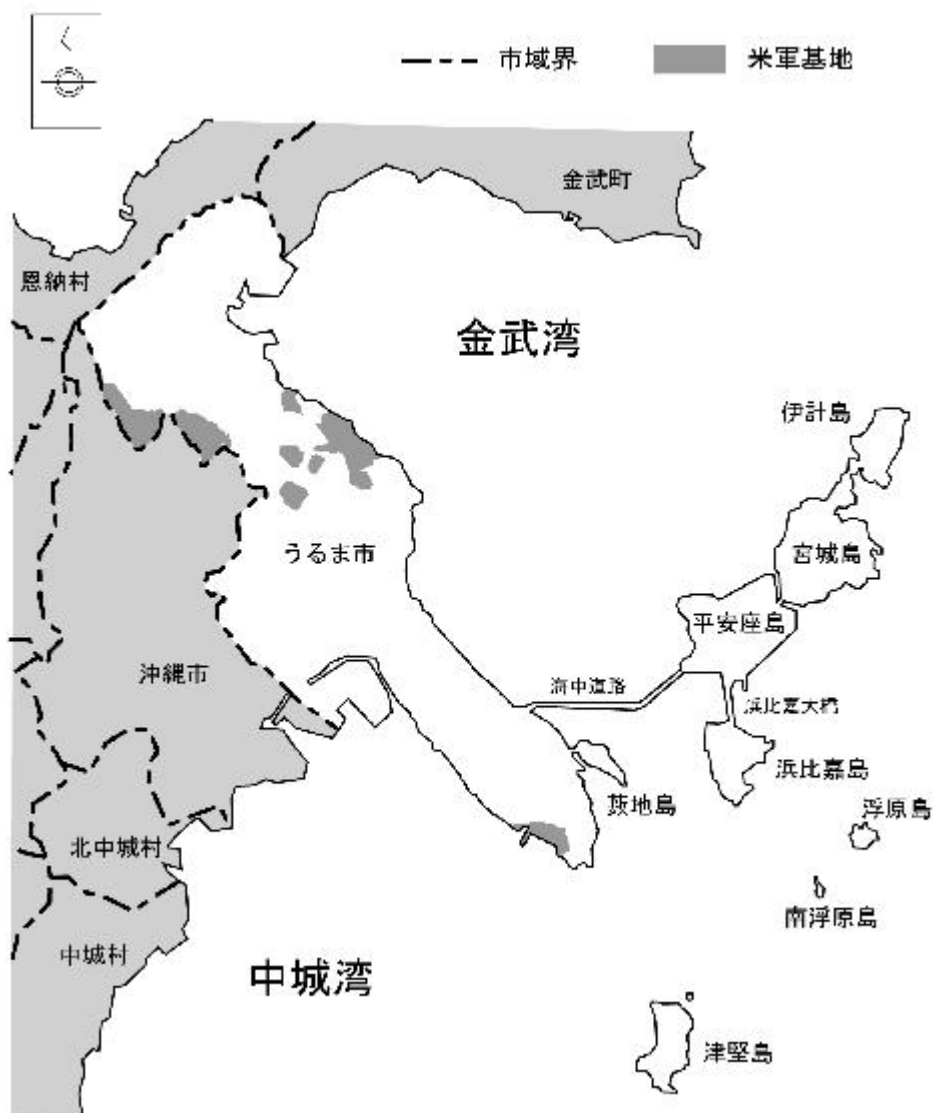 市域界
米軍基地
金武町
恩納村
金武湾
伊計島
うるま市
宮城島
平安座島
沖縄市
海中道路
浜比嘉大橋
浜比嘉島
藪地島
浮原島
北中城村
南浮原島
中城村
中城湾
津堅島